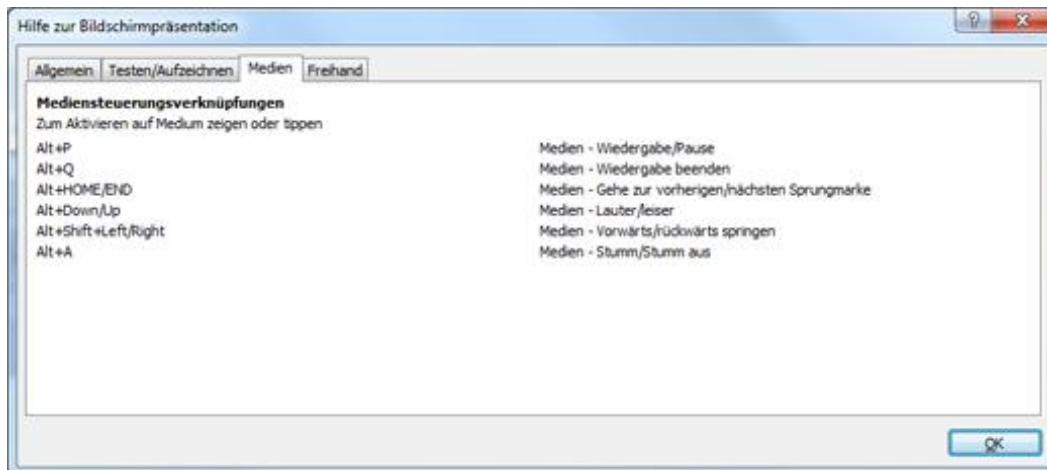 Hilfe zur Bildschirmpräsentation
Allgemein Testen/Aufzeichnen Medien Freihand
Mediensteuerungsverknüpfungen
Zum Aktivieren auf Medium zeigen oder tippen
Alt+P Medien - Wiedergabe/Pause
Alt+Q Medien - Wiedergabe beenden
Alt+HOME/END Medien - Gehe zur vorherigen/nächsten Sprungmarke
Alt+Down/Up Medien - Lauter/leiser
Alt+Shift+Left/Right Medien - Vorwärts/rückwärts springen
Alt+A Medien - Stumm/Stumm aus
OK